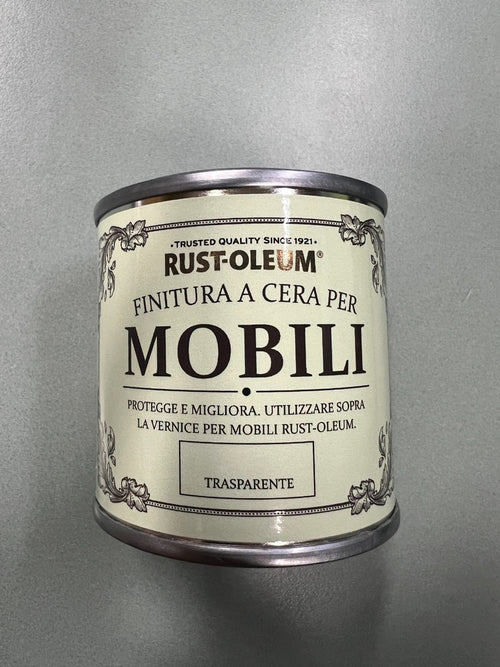 •TRUSTED QUALITY SINCE 1921•
RUST-OLEUM®
FINITURA A CERA PER
MOBILI
PROTEGGE E MIGLIORA. UTILIZZARE SOPRA
LA VERNICE PER MOBILI RUST-OLEUM.
TRASPARENTE